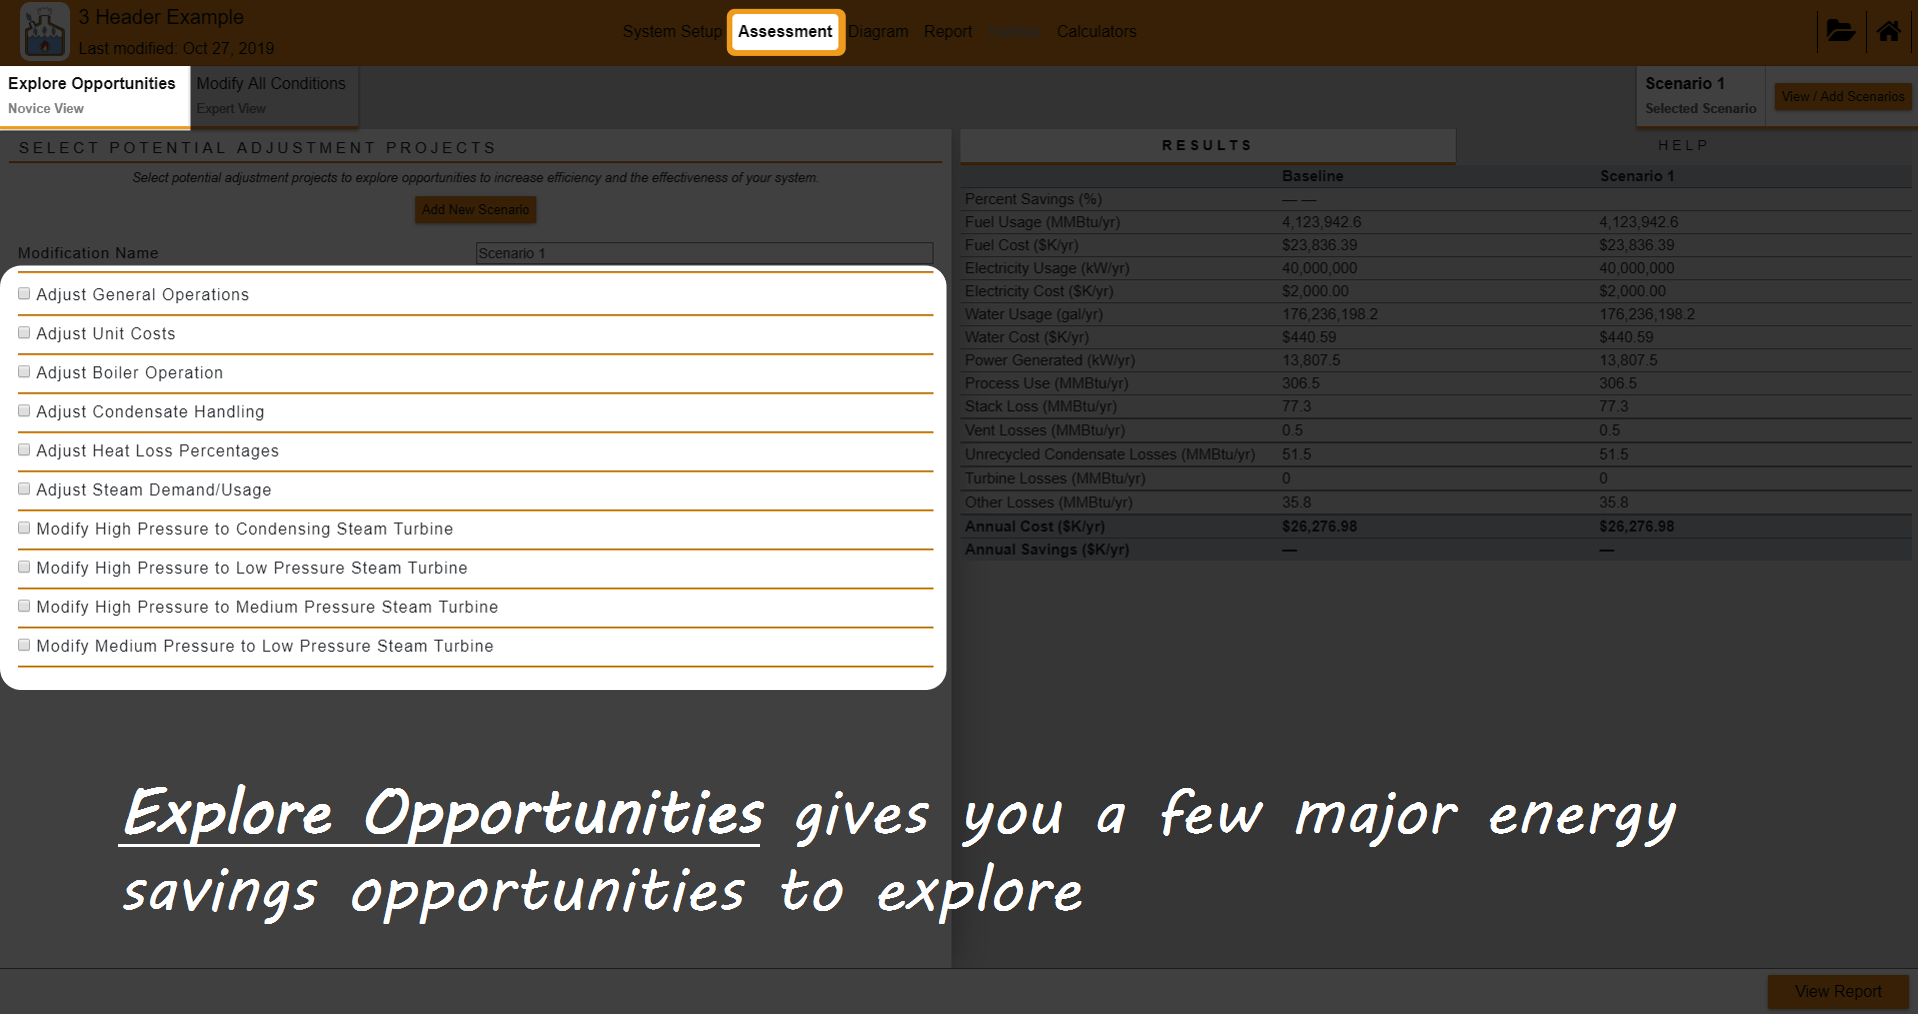 3 Header Example
Last modified: Oct 27, 2019
System Setup Assessment Diagram Report Calculators
Explore Opportunities
Novice View
Modify All Conditions
Expert View
Scenario 1
Selected Scenario
View / Add Scenarios
SELECT POTENTIAL ADJUSTMENT PROJECTS
Select potential adjustment projects to explore opportunities to increase efficiency and the effectiveness of your system.
Add New Scenario
Modification Name Scenario 1
Adjust General Operations
Adjust Unit Costs
Adjust Boiler Operation
Adjust Condensate Handling
Adjust Heat Loss Percentages
Adjust Steam Demand/Usage
Modify High Pressure to Condensing Steam Turbine
Modify High Pressure to Low Pressure Steam Turbine
Modify High Pressure to Medium Pressure Steam Turbine
Modify Medium Pressure to Low Pressure Steam Turbine
RESULTS HELP
Baseline Scenario 1
Percent Savings (%) — —
Fuel Usage (MMBtu/yr) 4,123,942.6 4,123,942.6
Fuel Cost ($K/yr) $23,836.39 $23,836.39
Electricity Usage (kW/yr) 40,000,000 40,000,000
Electricity Cost ($K/yr) $2,000.00 $2,000.00
Water Usage (gal/yr) 176,236,198.2 176,236,198.2
Water Cost ($K/yr) $440.59 $440.59
Power Generated (kW/yr) 13,807.5 13,807.5
Process Use (MMBtu/yr) 306.5 306.5
Stack Loss (MMBtu/yr) 77.3 77.3
Vent Losses (MMBtu/yr) 0.5 0.5
Unrecycled Condensate Losses (MMBtu/yr) 51.5 51.5
Turbine Losses (MMBtu/yr) 0 0
Other Losses (MMBtu/yr) 35.8 35.8
Annual Cost ($K/yr) $26,276.98 $26,276.98
Annual Savings ($K/yr) — —
Explore Opportunities gives you a few major energy
savings opportunities to explore
View Report